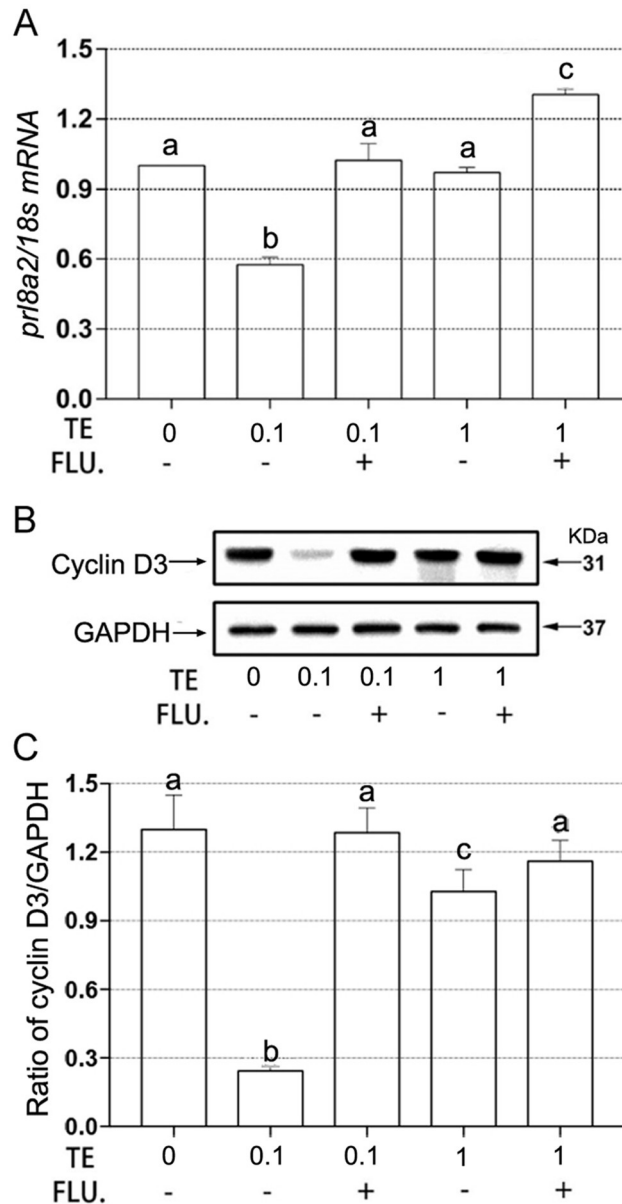 A
prl8a2/18s mRNA
1.5
1.2
0.9
0.6
0.3
0.0
a b a a c
TE 0 0.1 0.1 1 1
FLU. - - + - +
B
KDa
Cyclin D3 31
GAPDH 37
TE 0 0.1 0.1 1 1
FLU. - - + - +
C
Ratio of cyclin D3/GAPDH
1.5
1.2
0.9
0.6
0.3
0.0
a b a c a
TE 0 0.1 0.1 1 1
FLU. - - + - +